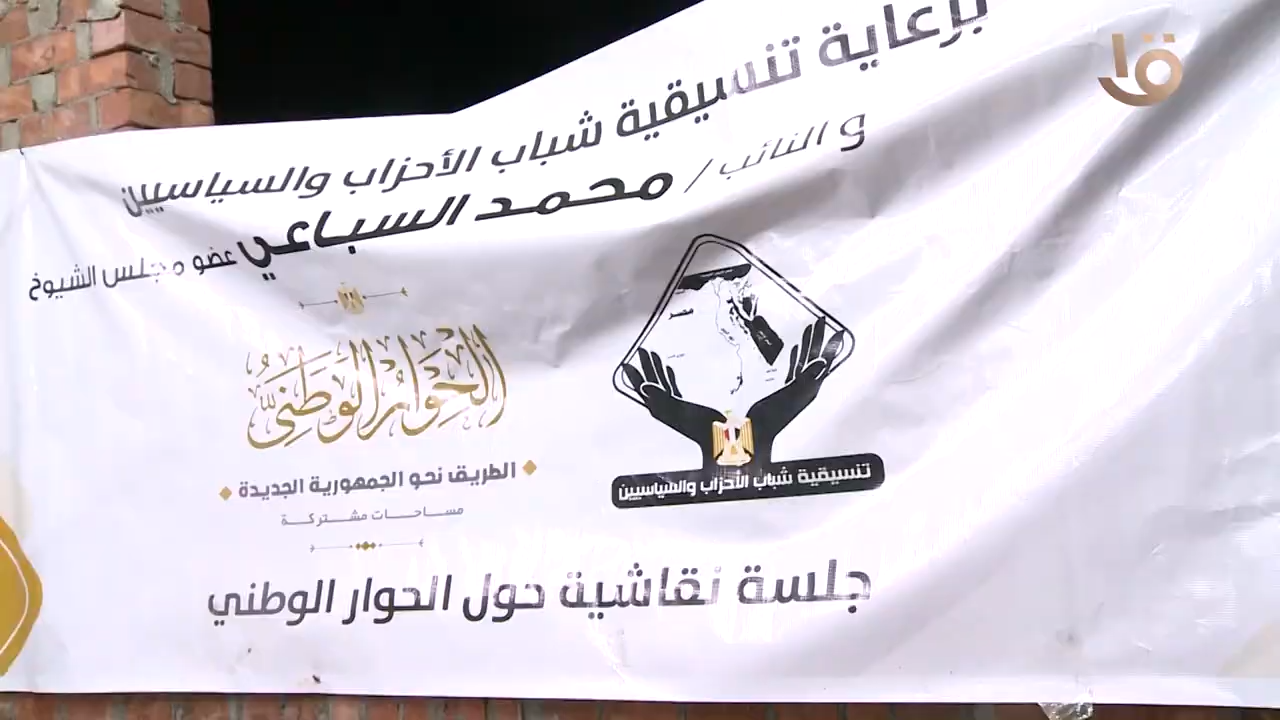 برعاية تنسيقية شباب الأحزاب والسياسيين
و النائب / محمد السباعي عضو مجلس الشيوخ
الحوار الوطني
الطريق نحو الجمهورية الجديدة
مساحات مشتركة
مصر
تنسيقية شباب الأحزاب والسياسيين
جلسة نقاشية حول الحوار الوطني